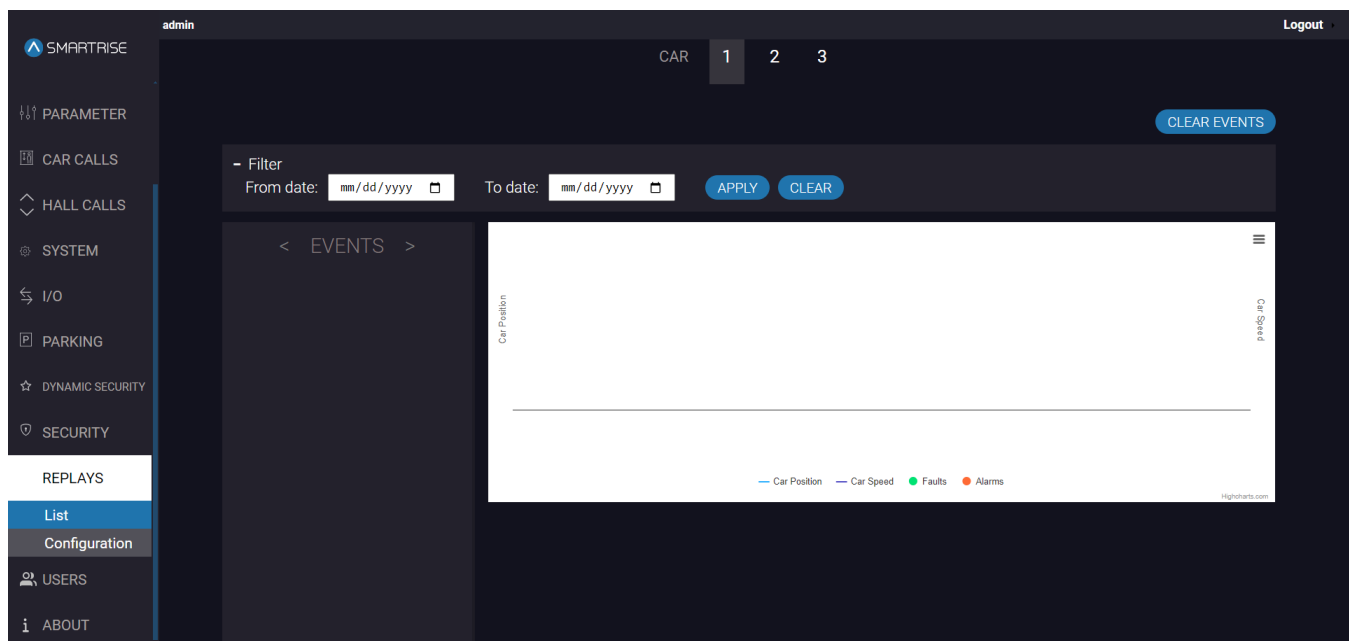 SMARTRISE
admin
Logout
CAR 1 2 3
PARAMETER
CAR CALLS
HALL CALLS
SYSTEM
I/O
P PARKING
DYNAMIC SECURITY
SECURITY
REPLAYS
List
Configuration
USERS
i ABOUT
CLEAR EVENTS
– Filter
From date: mm/dd/yyyy To date: mm/dd/yyyy APPLY CLEAR
< EVENTS >
Car Position
Car Speed
Car Position Car Speed Faults Alarms
Highcharts.com